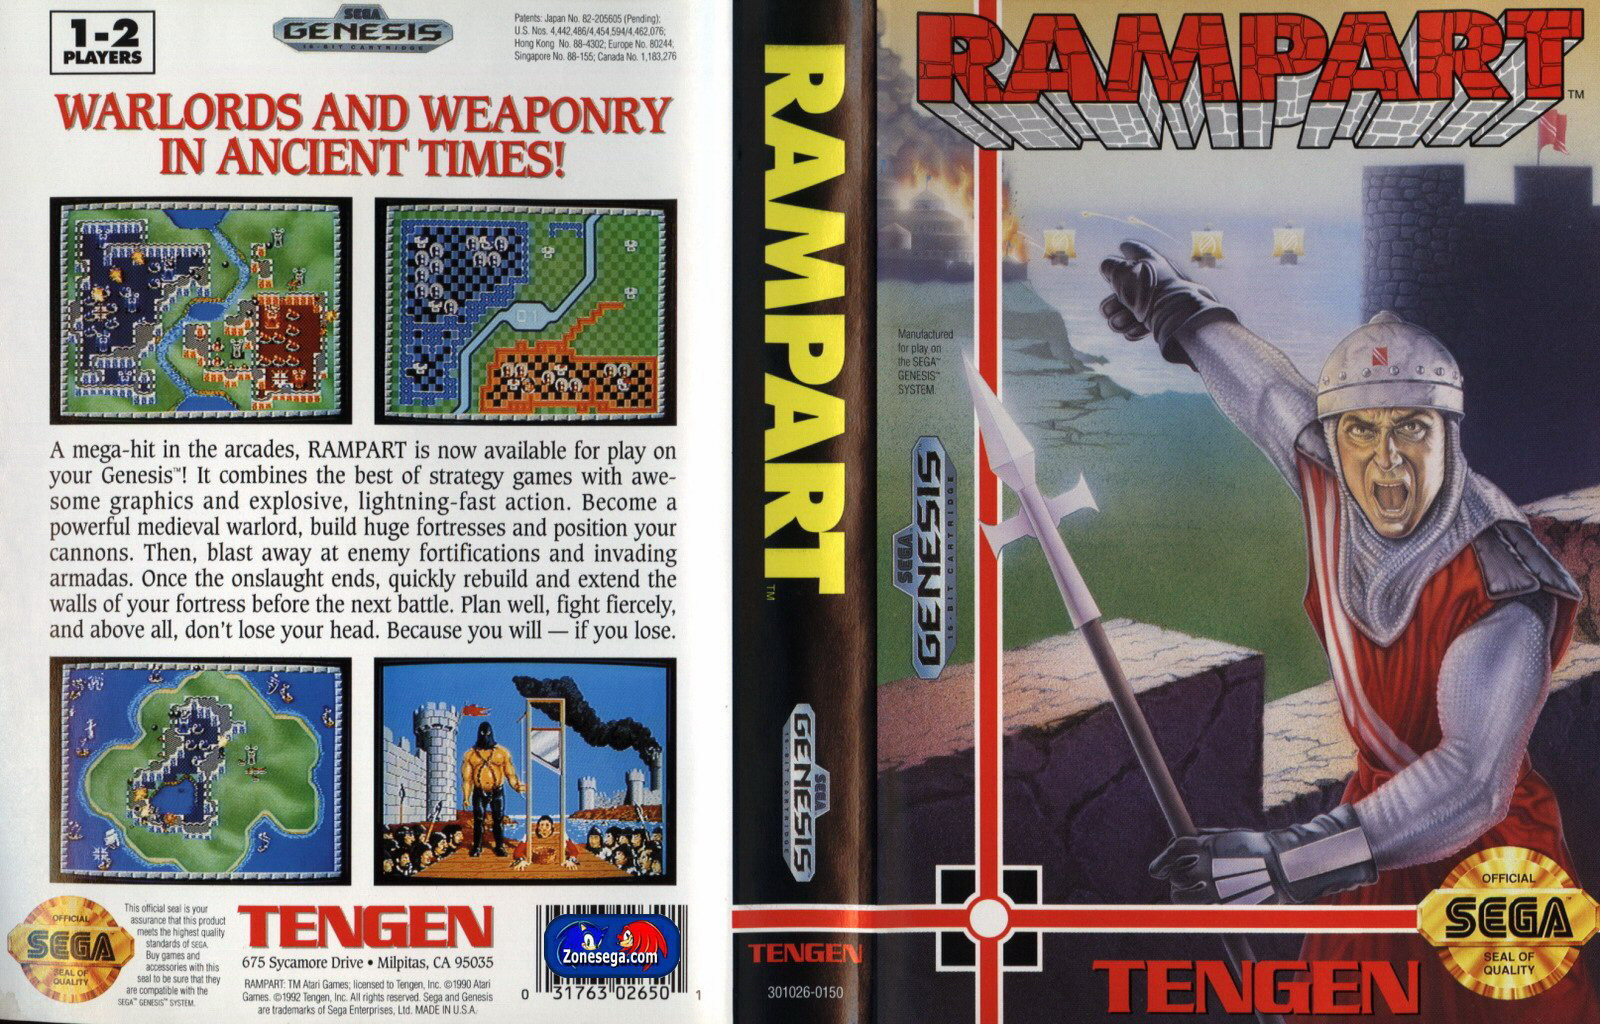 1-2
PLAYERS
SEGA
GENESIS
16-BIT CARTRIDGE
Patents: Japan No. 82-205605 (Pending);
U.S. Nos. 4,442,486/4,454,594/4,462,076;
Hong Kong No. 88-4302; Europe No. 80244;
Singapore No. 88-155; Canada No. 1,183,276
WARLORDS AND WEAPONRY
IN ANCIENT TIMES!
01
A mega-hit in the arcades, RAMPART is now available for play on
your Genesis™! It combines the best of strategy games with awe-
some graphics and explosive, lightning-fast action. Become a
powerful medieval warlord, build huge fortresses and position your
cannons. Then, blast away at enemy fortifications and invading
armadas. Once the onslaught ends, quickly rebuild and extend the
walls of your fortress before the next battle. Plan well, fight fiercely,
and above all, don't lose your head. Because you will — if you lose.
OFFICIAL
SEGA
SEAL OF
QUALITY
This official seal is your
assurance that this product
meets the highest quality
standards of SEGA.
Buy games and
accessories with this
seal to be sure that they
are compatible with the
SEGA™ GENESIS™ SYSTEM.
TENGEN
675 Sycamore Drive • Milpitas, CA 95035
RAMPART: TM Atari Games; licensed to Tengen, Inc. ©1990 Atari
Games. ©1992 Tengen, Inc. All rights reserved. Sega and Genesis
are trademarks of Sega Enterprises, Ltd. MADE IN U.S.A.
Zonesega.com
0 31763 02650 1
RAMPART™
SEGA
GENESIS
16-BIT CARTRIDGE
TENGEN
301026-0150
RAMPART™
Manufactured
for play on
the SEGA™
GENESIS™
SYSTEM.
SEGA
GENESIS
16-BIT CARTRIDGE
TENGEN
OFFICIAL
SEGA™
SEAL OF
QUALITY